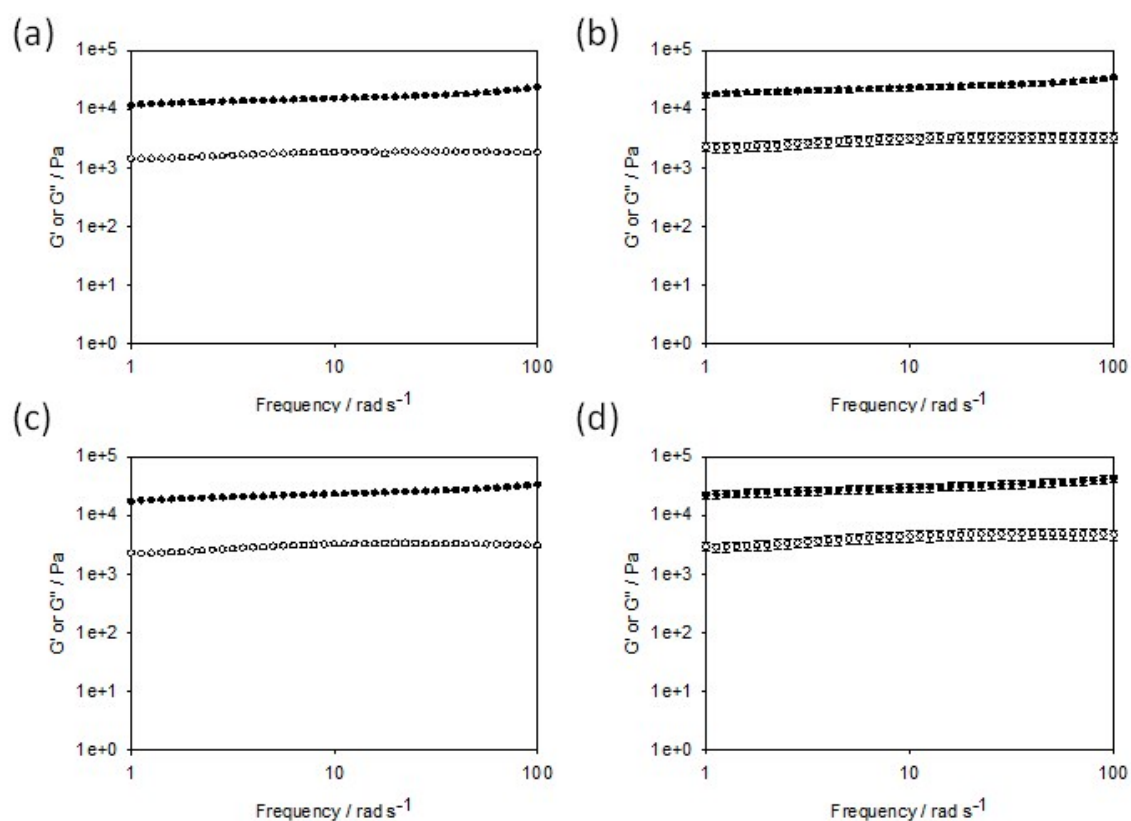 (a)
1e+5
1e+4
1e+3
1e+2
1e+1
1e+0
G' or G'' / Pa
1 10 100
Frequency / rad s-1
(b)
1e+5
1e+4
1e+3
1e+2
1e+1
1e+0
G' or G'' / Pa
1 10 100
Frequency / rad s-1
(c)
1e+5
1e+4
1e+3
1e+2
1e+1
1e+0
G' or G'' / Pa
1 10 100
Frequency / rad s-1
(d)
1e+5
1e+4
1e+3
1e+2
1e+1
1e+0
G' or G'' / Pa
1 10 100
Frequency / rad s-1